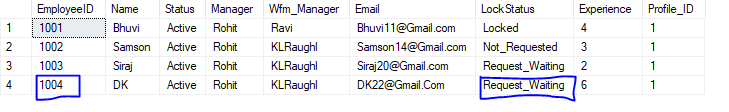 EmployeeID Name Status Manager Wfm_Manager Email LockStatus Experience Profile_ID
1 1001 Bhuvi Active Rohit Ravi Bhuvi11@Gmail.com Locked 4 1
2 1002 Samson Active Rohit KLRaughl Samson14@Gmail.com Not_Requested 3 1
3 1003 Siraj Active Rohit KLRaughl Siraj20@Gmail.com Request_Waiting 2 1
4 1004 DK Active Rohit KLRaughl DK22@Gmail.Com Request_Waiting 6 1